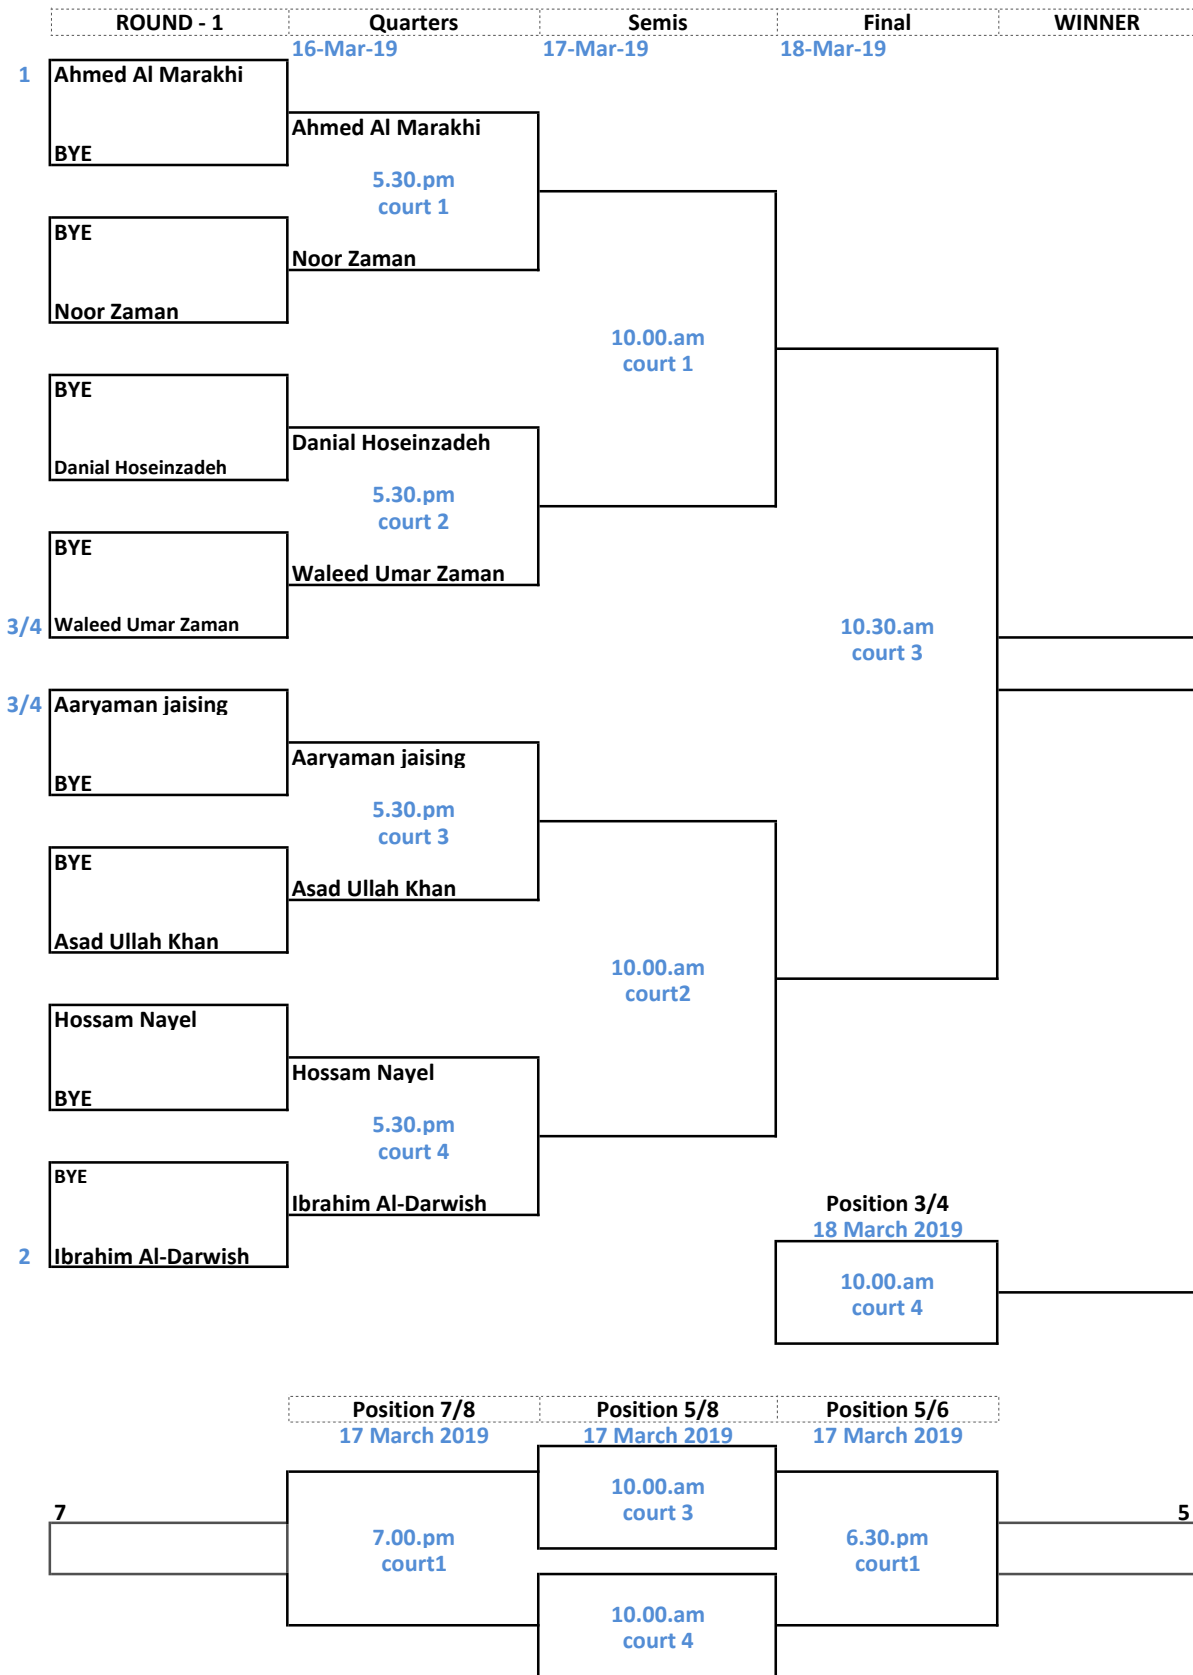 ROUND - 1 Quarters Semis Final WINNER
16-Mar-19 17-Mar-19 18-Mar-19
1 Ahmed Al Marakhi
Ahmed Al Marakhi
BYE
5.30.pm
court 1
BYE
Noor Zaman
Noor Zaman
10.00.am
court 1
BYE
Danial Hoseinzadeh
Danial Hoseinzadeh
5.30.pm
court 2
BYE
Waleed Umar Zaman
3/4 Waleed Umar Zaman
10.30.am
court 3
3/4 Aaryaman jaising
Aaryaman jaising
BYE
5.30.pm
court 3
BYE
Asad Ullah Khan
Asad Ullah Khan
10.00.am
court2
Hossam Nayel
Hossam Nayel
BYE
5.30.pm
court 4
BYE
Ibrahim Al-Darwish
Position 3/4
18 March 2019
2 Ibrahim Al-Darwish
10.00.am
court 4
Position 7/8 Position 5/8 Position 5/6
17 March 2019 17 March 2019 17 March 2019
10.00.am
court 3
7 5
7.00.pm 6.30.pm
court1 court1
10.00.am
court 4